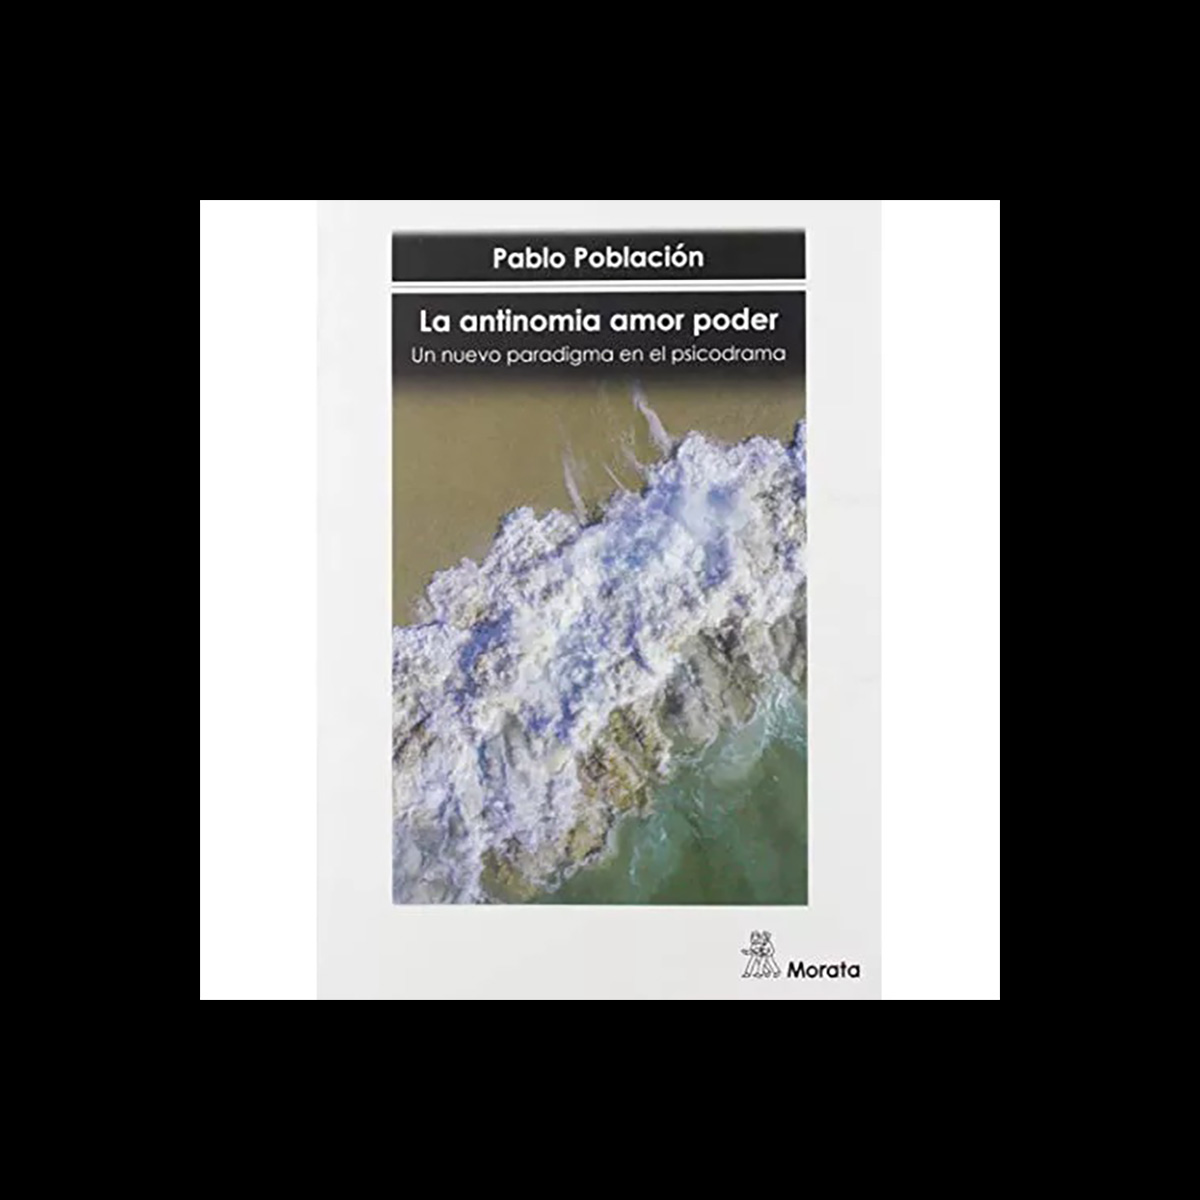 Pablo Población
La antinomia amor poder
Un nuevo paradigma en el psicodrama
Morata